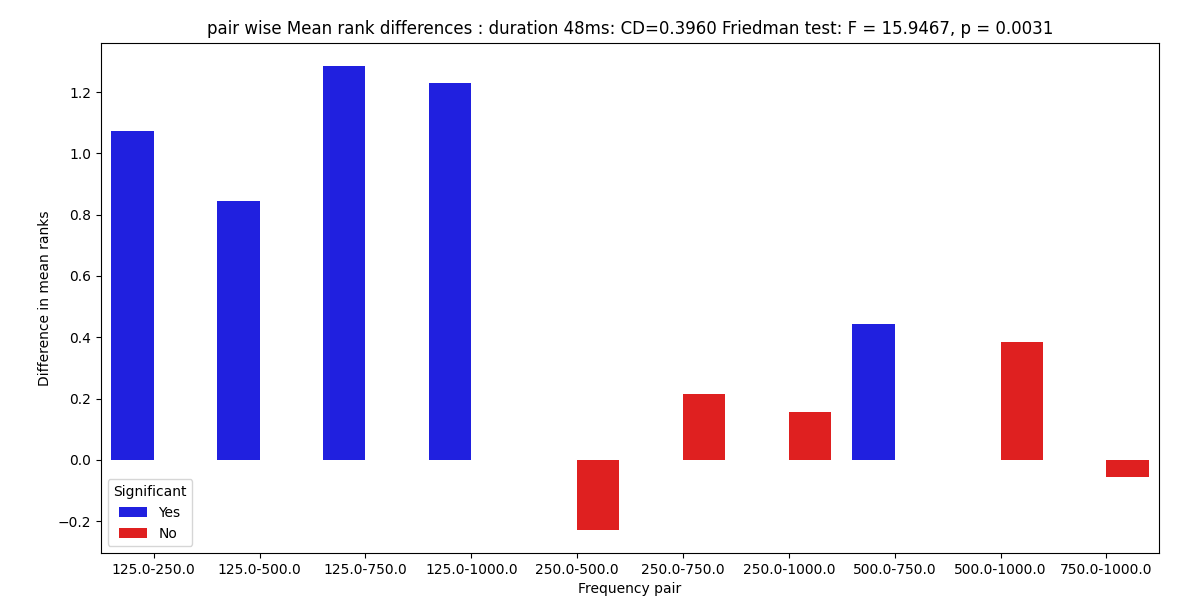 pair wise Mean rank differences : duration 48ms: CD=0.3960 Friedman test: F = 15.9467, p = 0.0031
Difference in mean ranks
1.2
1.0
0.8
0.6
0.4
0.2
0.0
−0.2
Significant
Yes
No
125.0-250.0 125.0-500.0 125.0-750.0 125.0-1000.0 250.0-500.0 250.0-750.0 250.0-1000.0 500.0-750.0 500.0-1000.0 750.0-1000.0
Frequency pair